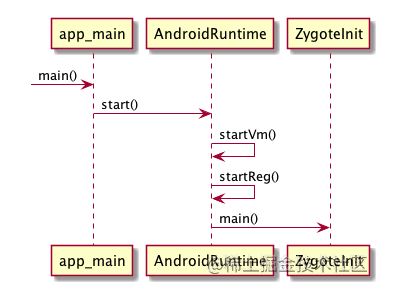 app_main AndroidRuntime ZygoteInit
main()
start()
startVm()
startReg()
main()
app_main AndroidRuntime ZygoteInit
@稀土掘金技术社区